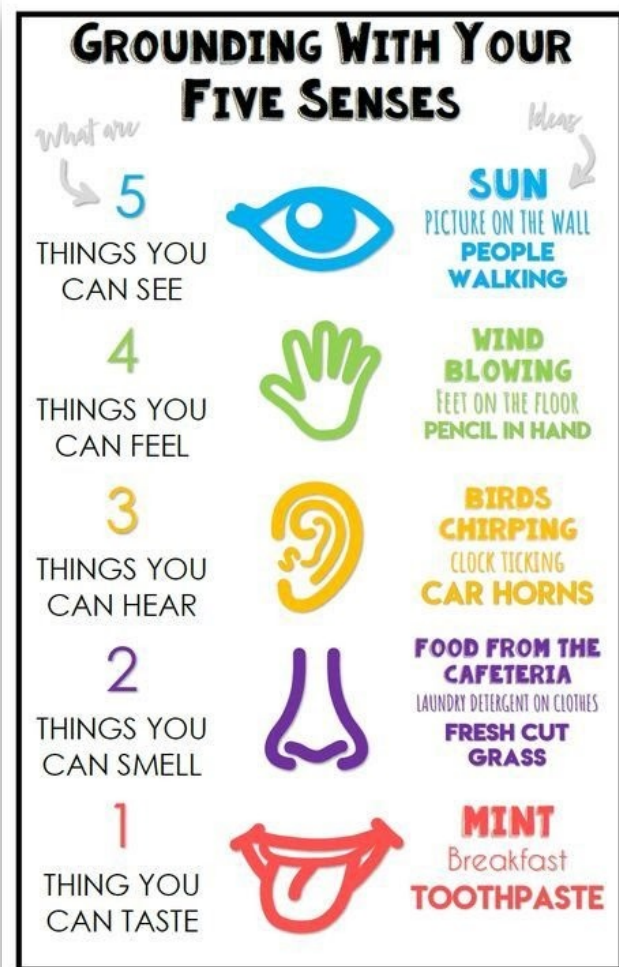 GROUNDING WITH YOUR
FIVE SENSES
What are
Ideas
5
THINGS YOU
CAN SEE
SUN
PICTURE ON THE WALL
PEOPLE
WALKING
4
THINGS YOU
CAN FEEL
WIND
BLOWING
FEET ON THE FLOOR
PENCIL IN HAND
3
THINGS YOU
CAN HEAR
BIRDS
CHIRPING
CLOCK TICKING
CAR HORNS
2
THINGS YOU
CAN SMELL
FOOD FROM THE
CAFETERIA
LAUNDRY DETERGENT ON CLOTHES
FRESH CUT
GRASS
1
THING YOU
CAN TASTE
MINT
Breakfast
TOOTHPASTE